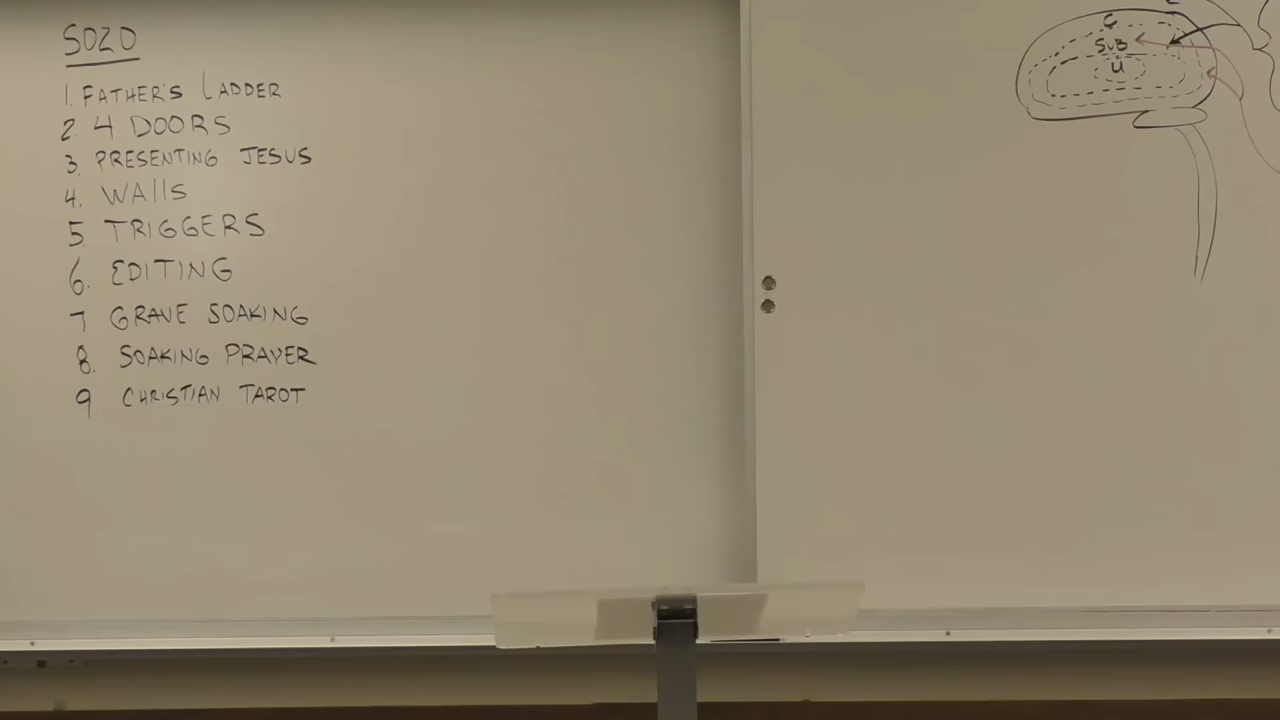 SOZO
1. FATHER'S LADDER
2. 4 DOORS
3. PRESENTING JESUS
4. WAllS
5. TRIGGERS
6. EDITING
7 GRAVE SOAKING
8. SOAKING PRAYER
9. CHRISTIAN TAROT
C
SUB
U